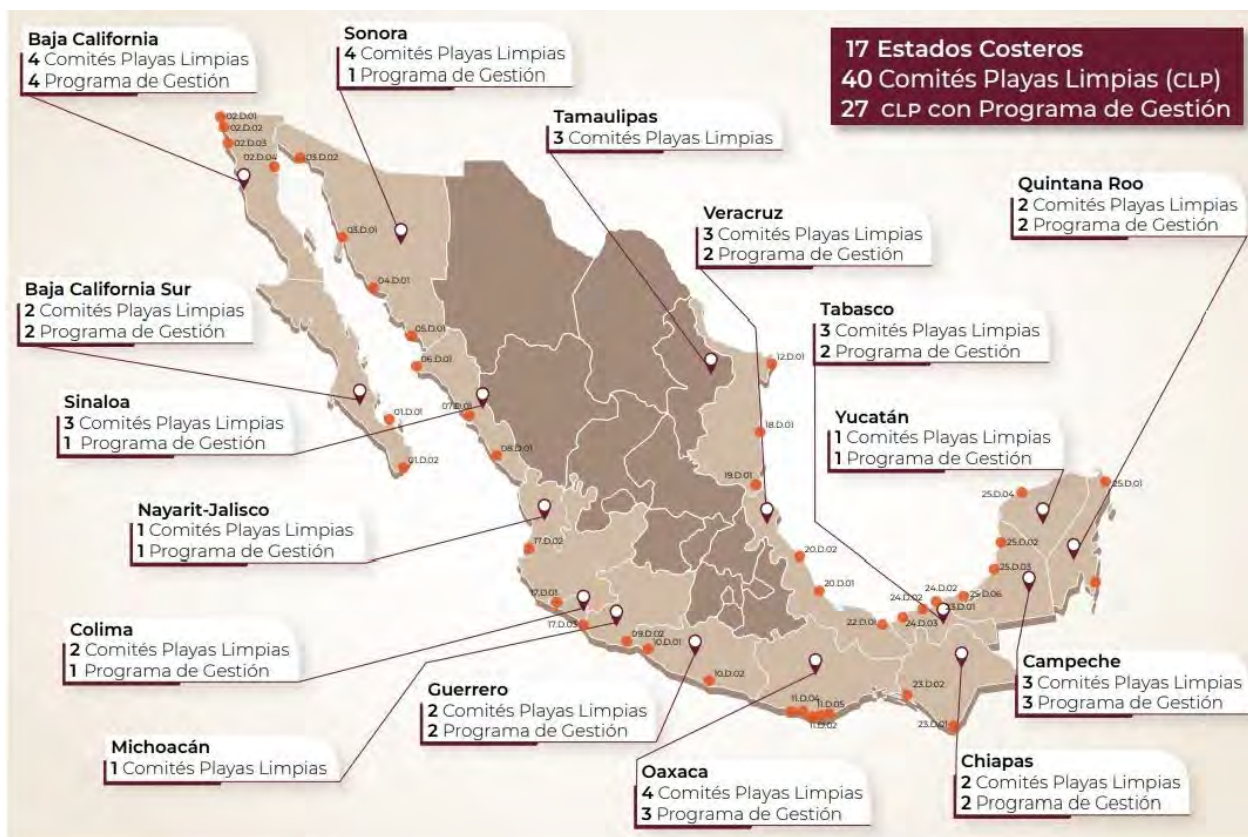 Baja California
4 Comités Playas Limpias
4 Programa de Gestión
Sonora
4 Comités Playas Limpias
1 Programa de Gestión
17 Estados Costeros
40 Comités Playas Limpias (CLP)
27 CLP con Programa de Gestión
Tamaulipas
3 Comités Playas Limpias
Quintana Roo
2 Comités Playas Limpias
2 Programa de Gestión
Veracruz
3 Comités Playas Limpias
2 Programa de Gestión
Baja California Sur
2 Comités Playas Limpias
2 Programa de Gestión
Tabasco
3 Comités Playas Limpias
2 Programa de Gestión
Sinaloa
3 Comités Playas Limpias
1 Programa de Gestión
Yucatán
1 Comités Playas Limpias
1 Programa de Gestión
Nayarit-Jalisco
1 Comités Playas Limpias
1 Programa de Gestión
Colima
2 Comités Playas Limpias
1 Programa de Gestión
Guerrero
2 Comités Playas Limpias
2 Programa de Gestión
Campeche
3 Comités Playas Limpias
3 Programa de Gestión
Michoacán
1 Comités Playas Limpias
Oaxaca
4 Comités Playas Limpias
3 Programa de Gestión
Chiapas
2 Comités Playas Limpias
2 Programa de Gestión
02.D.01
02.D.02
02.D.03
02.D.04
03.D.02
03.D.01
04.D.01
05.D.01
06.D.01
07.D.01
08.D.01
01.D.01
01.D.02
12.D.01
18.D.01
19.D.01
20.D.02
20.D.01
22.D.01
24.D.02
24.D.02
24.D.03
23.D.01
25.D.06
25.D.03
25.D.02
25.D.04
25.D.01
17.D.02
17.D.01
17.D.03
09.D.02
10.D.01
10.D.02
11.D.04
11.D.05
11.D.02
23.D.02
23.D.01